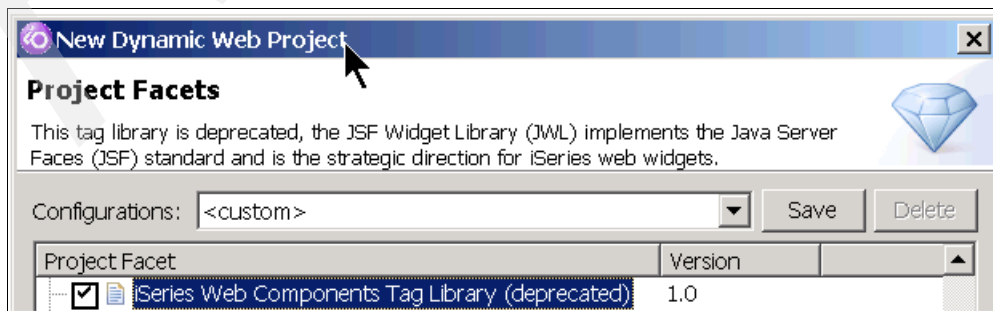 New Dynamic Web Project
Project Facets
This tag library is deprecated, the JSF Widget Library (JWL) implements the Java Server
Faces (JSF) standard and is the strategic direction for iSeries web widgets.
Configurations: <custom> Save Delete
Project Facet Version
iSeries Web Components Tag Library (deprecated) 1.0